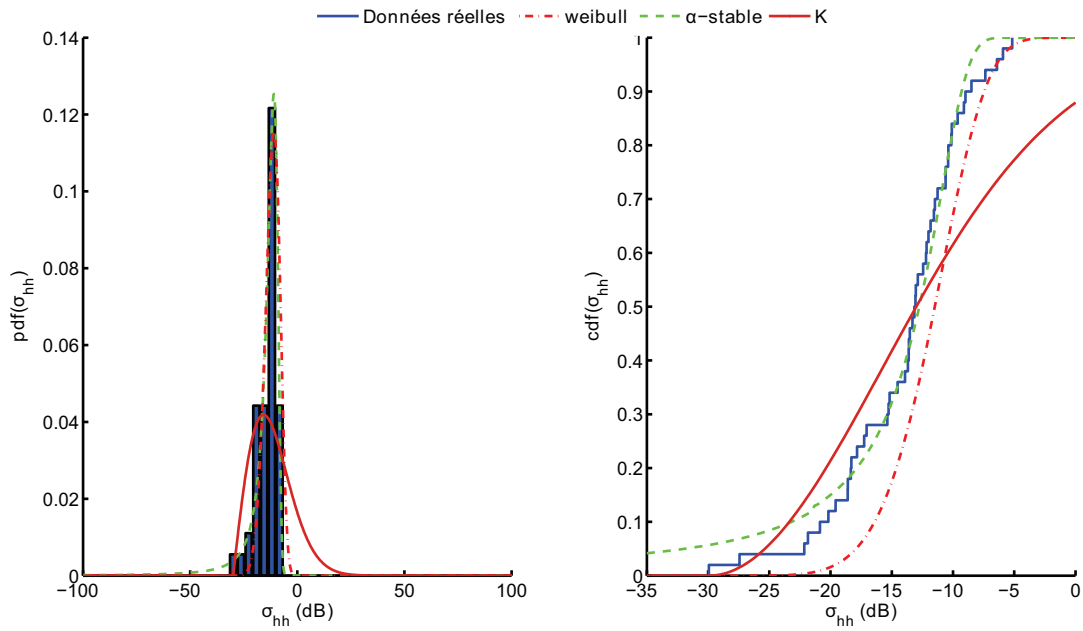 Données réelles weibull α-stable K
0.14
0.12
0.1
0.08
0.06
0.04
0.02
0
pdf(σhh)
−100 −50 0 50 100
σhh (dB)
1
0.9
0.8
0.7
0.6
0.5
0.4
0.3
0.2
0.1
0
cdf(σhh)
−35 −30 −25 −20 −15 −10 −5 0
σhh (dB)